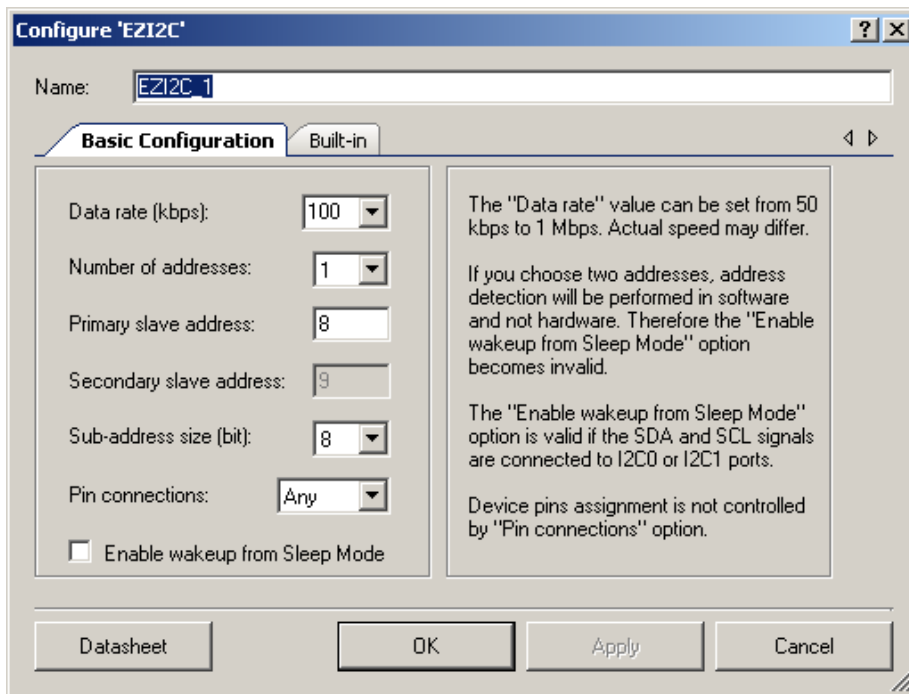 Configure 'EZI2C'
Name: EZI2C_1
Basic Configuration Built-in
Data rate (kbps): 100
Number of addresses: 1
Primary slave address: 8
Secondary slave address: 9
Sub-address size (bit): 8
Pin connections: Any
Enable wakeup from Sleep Mode
The "Data rate" value can be set from 50
kbps to 1 Mbps. Actual speed may differ.
If you choose two addresses, address
detection will be performed in software
and not hardware. Therefore the "Enable
wakeup from Sleep Mode" option
becomes invalid.
The "Enable wakeup from Sleep Mode"
option is valid if the SDA and SCL signals
are connected to I2C0 or I2C1 ports.
Device pins assignment is not controlled
by "Pin connections" option.
Datasheet OK Apply Cancel